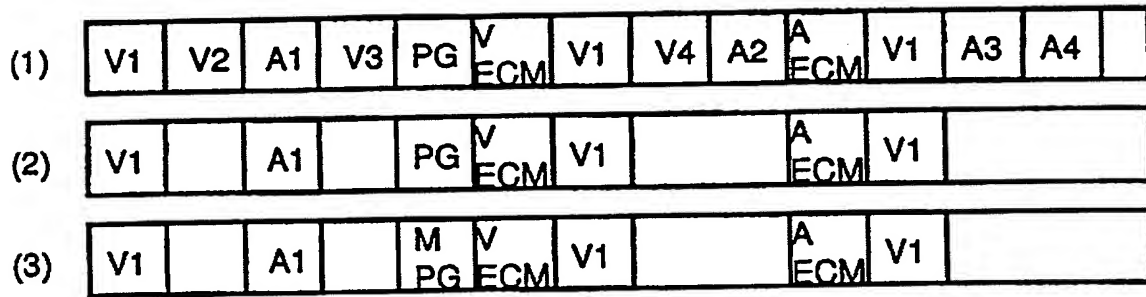 (1) V1 V2 A1 V3 PG V ECM V1 V4 A2 A ECM V1 A3 A4
(2) V1 A1 PG V ECM V1 A ECM V1
(3) V1 A1 M PG V ECM V1 A ECM V1